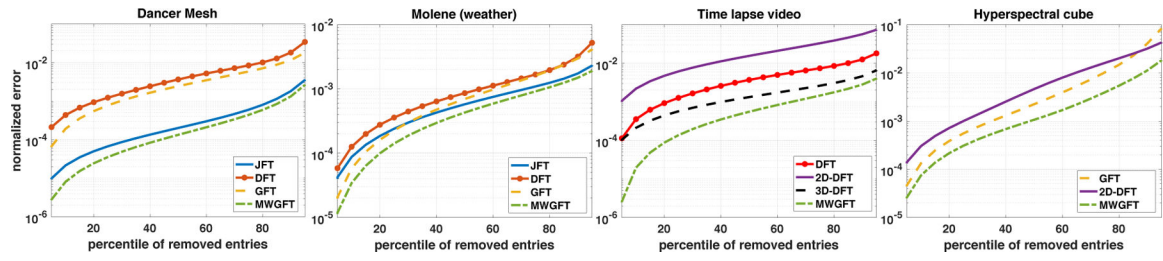 Dancer Mesh
normalized error
10^-2
10^-4
10^-6
20 40 60 80
percentile of removed entries
JFT
DFT
GFT
MWGFT
Molene (weather)
10^-2
10^-3
10^-4
10^-5
20 40 60 80
percentile of removed entries
JFT
DFT
GFT
MWGFT
Time lapse video
10^-2
10^-4
10^-6
20 40 60 80
percentile of removed entries
DFT
2D-DFT
3D-DFT
MWGFT
Hyperspectral cube
10^-1
10^-2
10^-3
10^-4
10^-5
20 40 60 80
percentile of removed entries
GFT
2D-DFT
MWGFT